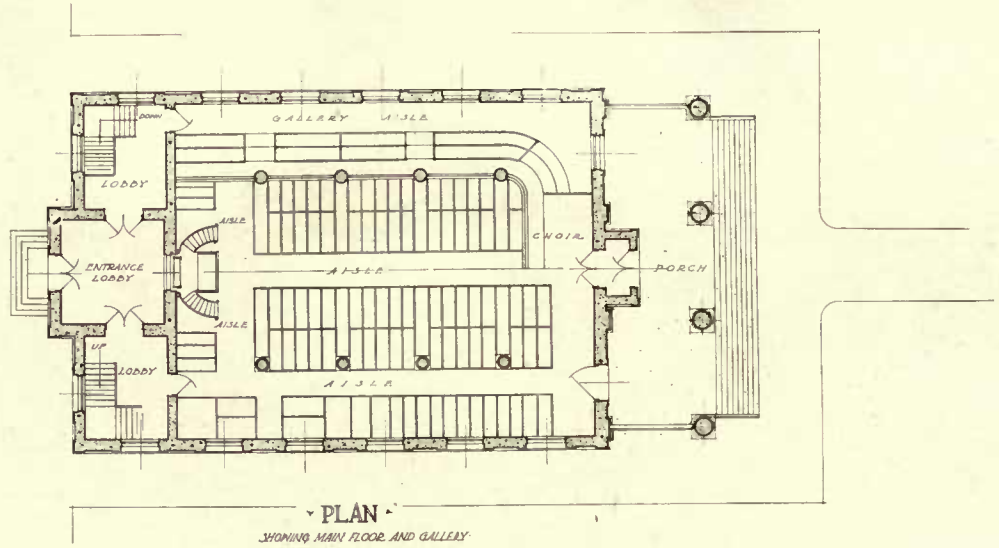 DOWN
GALLERY AISLE
LOBBY
AISLE
CHOIR
ENTRANCE
LOBBY
AISLE
PORCH
AISLE
UP
LOBBY
AISLE
PLAN
SHOWING MAIN FLOOR AND GALLERY